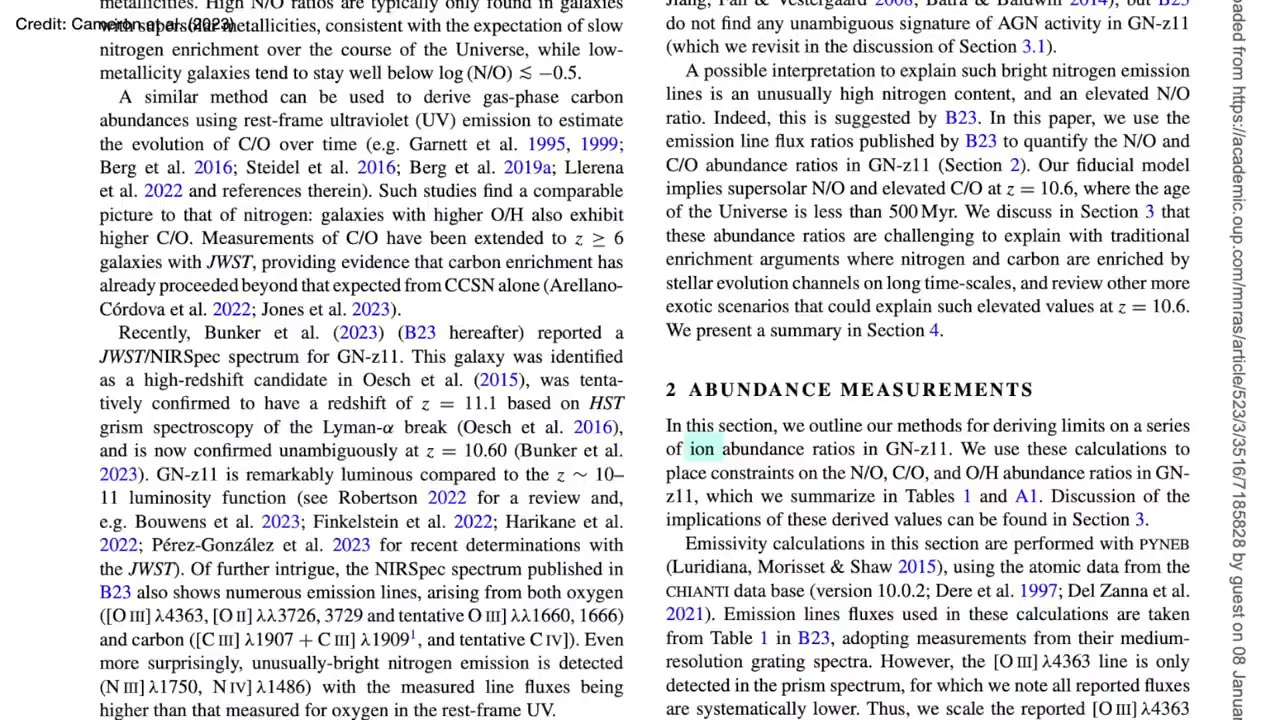 Credit: Cameron et al. (2023)
metallicities. High N/O ratios are typically only found in galaxies
with supersolar metallicities, consistent with the expectation of slow
nitrogen enrichment over the course of the Universe, while low-
metallicity galaxies tend to stay well below log (N/O) ≲ −0.5.
A similar method can be used to derive gas-phase carbon
abundances using rest-frame ultraviolet (UV) emission to estimate
the evolution of C/O over time (e.g. Garnett et al. 1995, 1999;
Berg et al. 2016; Steidel et al. 2016; Berg et al. 2019a; Llerena
et al. 2022 and references therein). Such studies find a comparable
picture to that of nitrogen: galaxies with higher O/H also exhibit
higher C/O. Measurements of C/O have been extended to z ≥ 6
galaxies with JWST, providing evidence that carbon enrichment has
already proceeded beyond that expected from CCSN alone (Arellano-
Córdova et al. 2022; Jones et al. 2023).
Recently, Bunker et al. (2023) (B23 hereafter) reported a
JWST/NIRSpec spectrum for GN-z11. This galaxy was identified
as a high-redshift candidate in Oesch et al. (2015), was tenta-
tively confirmed to have a redshift of z = 11.1 based on HST
grism spectroscopy of the Lyman-α break (Oesch et al. 2016),
and is now confirmed unambiguously at z = 10.60 (Bunker et al.
2023). GN-z11 is remarkably luminous compared to the z ∼ 10–
11 luminosity function (see Robertson 2022 for a review and,
e.g. Bouwens et al. 2023; Finkelstein et al. 2022; Harikane et al.
2022; Pérez-González et al. 2023 for recent determinations with
the JWST). Of further intrigue, the NIRSpec spectrum published in
B23 also shows numerous emission lines, arising from both oxygen
([O III] λ4363, [O II] λλ3726, 3729 and tentative O III] λλ1660, 1666)
and carbon ([C III] λ1907 + C III] λ1909¹, and tentative C IV]). Even
more surprisingly, unusually-bright nitrogen emission is detected
(N III] λ1750, N IV] λ1486) with the measured line fluxes being
higher than that measured for oxygen in the rest-frame UV.
Jiang, Fan & Vestergaard 2008; Batra & Baldwin 2014), but B23
do not find any unambiguous signature of AGN activity in GN-z11
(which we revisit in the discussion of Section 3.1).
A possible interpretation to explain such bright nitrogen emission
lines is an unusually high nitrogen content, and an elevated N/O
ratio. Indeed, this is suggested by B23. In this paper, we use the
emission line flux ratios published by B23 to quantify the N/O and
C/O abundance ratios in GN-z11 (Section 2). Our fiducial model
implies supersolar N/O and elevated C/O at z = 10.6, where the age
of the Universe is less than 500 Myr. We discuss in Section 3 that
these abundance ratios are challenging to explain with traditional
enrichment arguments where nitrogen and carbon are enriched by
stellar evolution channels on long time-scales, and review other more
exotic scenarios that could explain such elevated values at z = 10.6.
We present a summary in Section 4.
2 ABUNDANCE MEASUREMENTS
In this section, we outline our methods for deriving limits on a series
of ion abundance ratios in GN-z11. We use these calculations to
place constraints on the N/O, C/O, and O/H abundance ratios in GN-
z11, which we summarize in Tables 1 and A1. Discussion of the
implications of these derived values can be found in Section 3.
Emissivity calculations in this section are performed with PYNEB
(Luridiana, Morisset & Shaw 2015), using the atomic data from the
CHIANTI data base (version 10.0.2; Dere et al. 1997; Del Zanna et al.
2021). Emission lines fluxes used in these calculations are taken
from Table 1 in B23, adopting measurements from their medium-
resolution grating spectra. However, the [O III] λ4363 line is only
detected in the prism spectrum, for which we note all reported fluxes
are systematically lower. Thus, we scale the reported [O III] λ4363
oaded from https://academic.oup.com/mnras/article/523/3/3516/7185828 by guest on 08 Janua